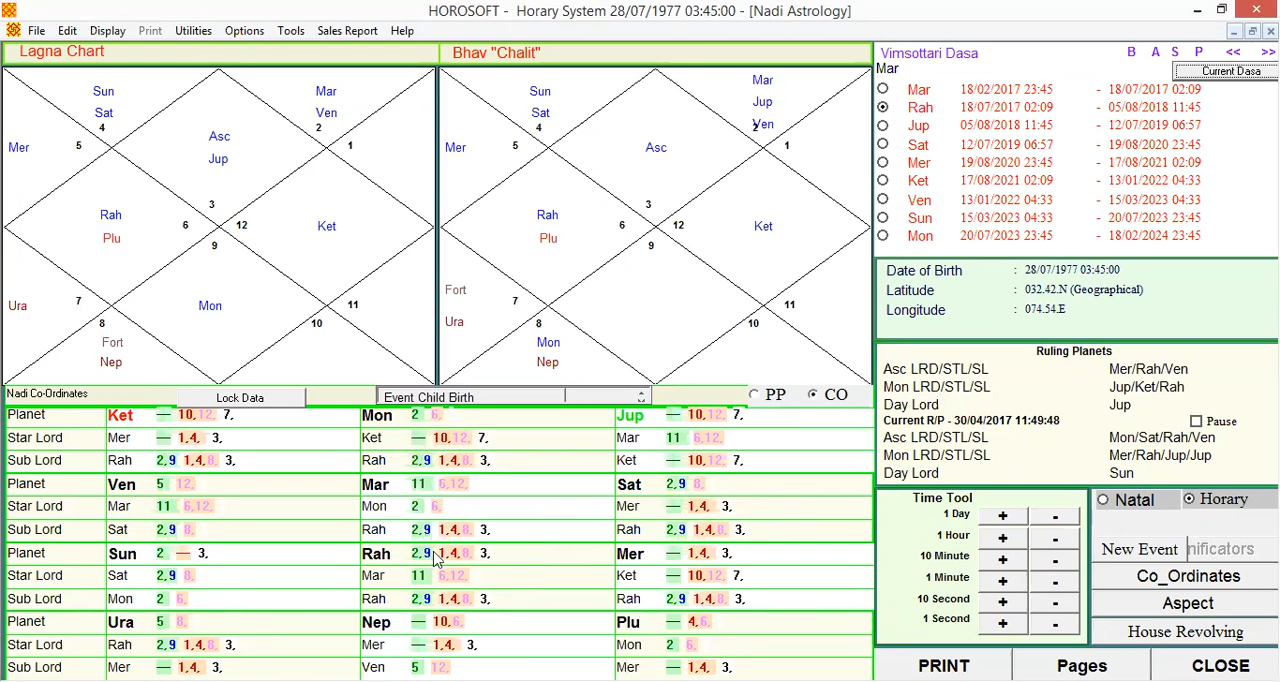 HOROSOFT - Horary System 28/07/1977 03:45:00 - [Nadi Astrology]
File Edit Display Print Utilities Options Tools Sales Report Help
Lagna Chart
Sun
Sat
4
Mar
Ven
2
Mer
5
Asc
Jup
1
3
Rah
Plu
6
12
9
Ket
Ura
7
Mon
11
8
10
Fort
Nep
Bhav "Chalit"
Sun
Sat
4
Mar
Jup
Ven
2
Mer
5
Asc
1
3
Rah
Plu
6
12
9
Ket
Fort
Ura
7
11
8
10
Mon
Nep
Vimsottari Dasa B A S P << >>
Mar
Current Dasa
Mar 18/02/2017 23:45 - 18/07/2017 02:09
Rah 18/07/2017 02:09 - 05/08/2018 11:45
Jup 05/08/2018 11:45 - 12/07/2019 06:57
Sat 12/07/2019 06:57 - 19/08/2020 23:45
Mer 19/08/2020 23:45 - 17/08/2021 02:09
Ket 17/08/2021 02:09 - 13/01/2022 04:33
Ven 13/01/2022 04:33 - 15/03/2023 04:33
Sun 15/03/2023 04:33 - 20/07/2023 23:45
Mon 20/07/2023 23:45 - 18/02/2024 23:45
Date of Birth : 28/07/1977 03:45:00
Latitude : 032.42.N (Geographical)
Longitude : 074.54.E
Ruling Planets
Asc LRD/STL/SL Mer/Rah/Ven
Mon LRD/STL/SL Jup/Ket/Rah
Day Lord Jup
Current R/P - 30/04/2017 11:49:48 Pause
Asc LRD/STL/SL Mon/Sat/Rah/Ven
Mon LRD/STL/SL Mer/Rah/Jup/Jup
Day Lord Sun
Nadi Co-Ordinates Lock Data Event Child Birth PP CO
Planet Ket — 10,12, 7, Mon 2 6, Jup — 10,12, 7,
Star Lord Mer — 1,4, 3, Ket — 10,12, 7, Mar 11 6,12,
Sub Lord Rah 2,9 1,4,8, 3, Rah 2,9 1,4,8, 3, Ket — 10,12, 7,
Planet Ven 5 12, Mar 11 6,12, Sat 2,9 8,
Star Lord Mar 11 6,12, Mon 2 6, Mer — 1,4, 3,
Sub Lord Sat 2,9 8, Rah 2,9 1,4,8, 3, Rah 2,9 1,4,8, 3,
Planet Sun 2 — 3, Rah 2,9 1,4,8, 3, Mer — 1,4, 3,
Star Lord Sat 2,9 8, Mar 11 6,12, Ket — 10,12, 7,
Sub Lord Mon 2 6, Rah 2,9 1,4,8, 3, Rah 2,9 1,4,8, 3,
Planet Ura 5 8, Nep — 10,6, Plu — 4,6,
Star Lord Rah 2,9 1,4,8, 3, Mer — 1,4, 3, Mon 2 6,
Sub Lord Mer — 1,4, 3, Ven 5 12, Mer — 1,4, 3,
Time Tool
1 Day + -
1 Hour + -
10 Minute + -
1 Minute + -
10 Second + -
1 Second + -
Natal Horary
New Event nificators
Co_Ordinates
Aspect
House Revolving
PRINT Pages CLOSE